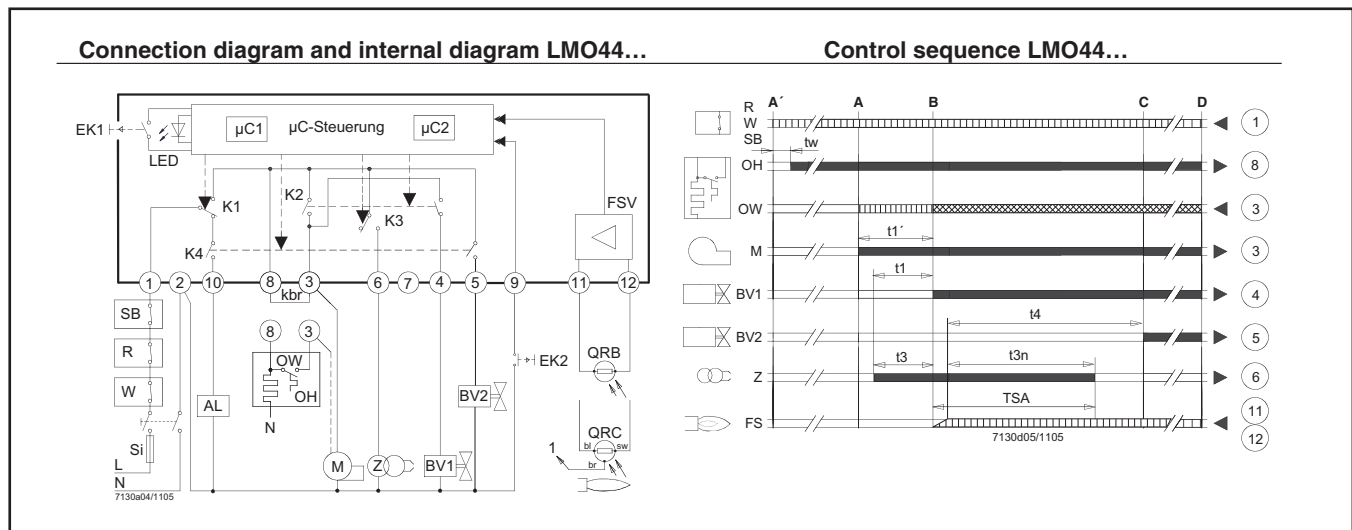 Connection diagram and internal diagram LMO44...
EK1
LED
µC1
µC-Steuerung
µC2
K1
K2
K3
K4
FSV
1
2
10
8
3
6
7
4
5
9
11
12
kbr
SB
R
W
Si
L
N
7130a04/1105
AL
8
3
OW
OH
N
M
Z
BV1
BV2
EK2
QRB
QRC
bl
sw
br
1
Control sequence LMO44...
A´
A
B
C
D
R
W
SB
1
tw
OH
8
OW
3
t1´
M
3
t1
BV1
4
t4
BV2
5
t3
t3n
Z
6
TSA
FS
11
12
7130d05/1105